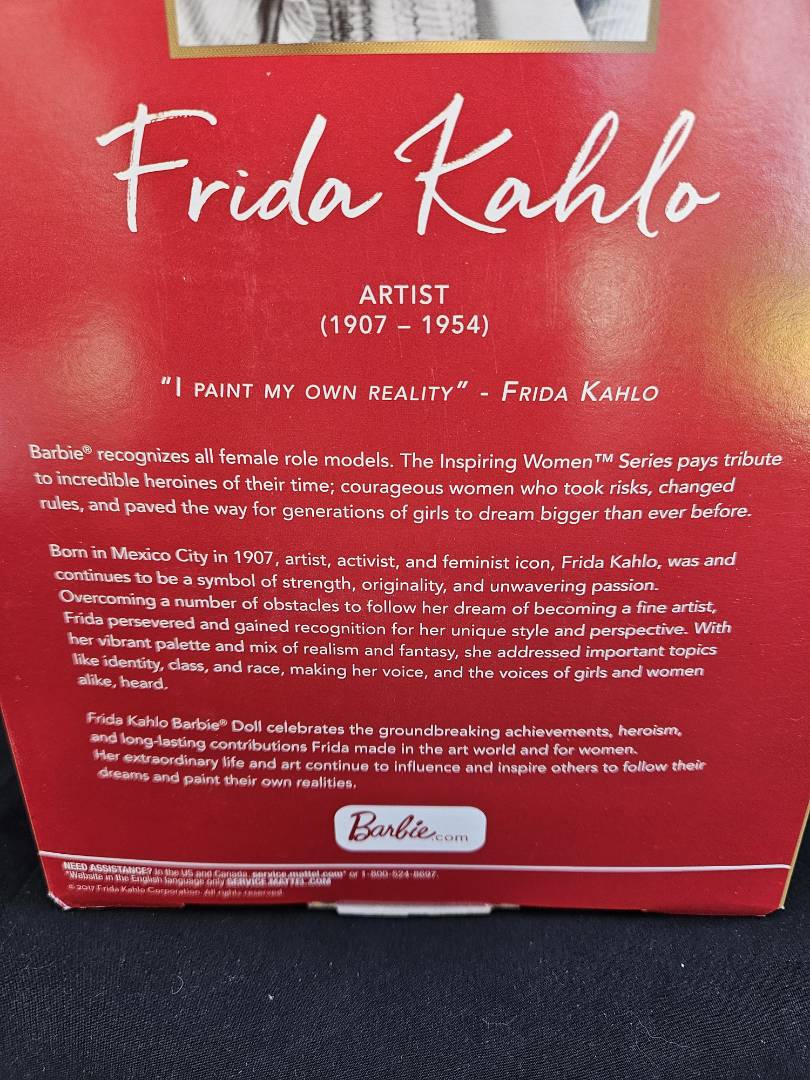 Frida Kahlo
ARTIST
(1907 – 1954)
"I PAINT MY OWN REALITY" - FRIDA KAHLO
Barbie® recognizes all female role models. The Inspiring Women™ Series pays tribute
to incredible heroines of their time; courageous women who took risks, changed
rules, and paved the way for generations of girls to dream bigger than ever before.
Born in Mexico City in 1907, artist, activist, and feminist icon, Frida Kahlo, was and
continues to be a symbol of strength, originality, and unwavering passion.
Overcoming a number of obstacles to follow her dream of becoming a fine artist,
Frida persevered and gained recognition for her unique style and perspective. With
her vibrant palette and mix of realism and fantasy, she addressed important topics
like identity, class, and race, making her voice, and the voices of girls and women
alike, heard.
Frida Kahlo Barbie® Doll celebrates the groundbreaking achievements, heroism,
and long-lasting contributions Frida made in the art world and for women.
Her extraordinary life and art continue to influence and inspire others to follow their
dreams and paint their own realities.
Barbie.com
NEED ASSISTANCE? In the US and Canada, service.mattel.com* or 1-800-524-8697.
*Website in the English language only SERVICE.MATTEL.COM
© 2017 Frida Kahlo Corporation. All rights reserved.